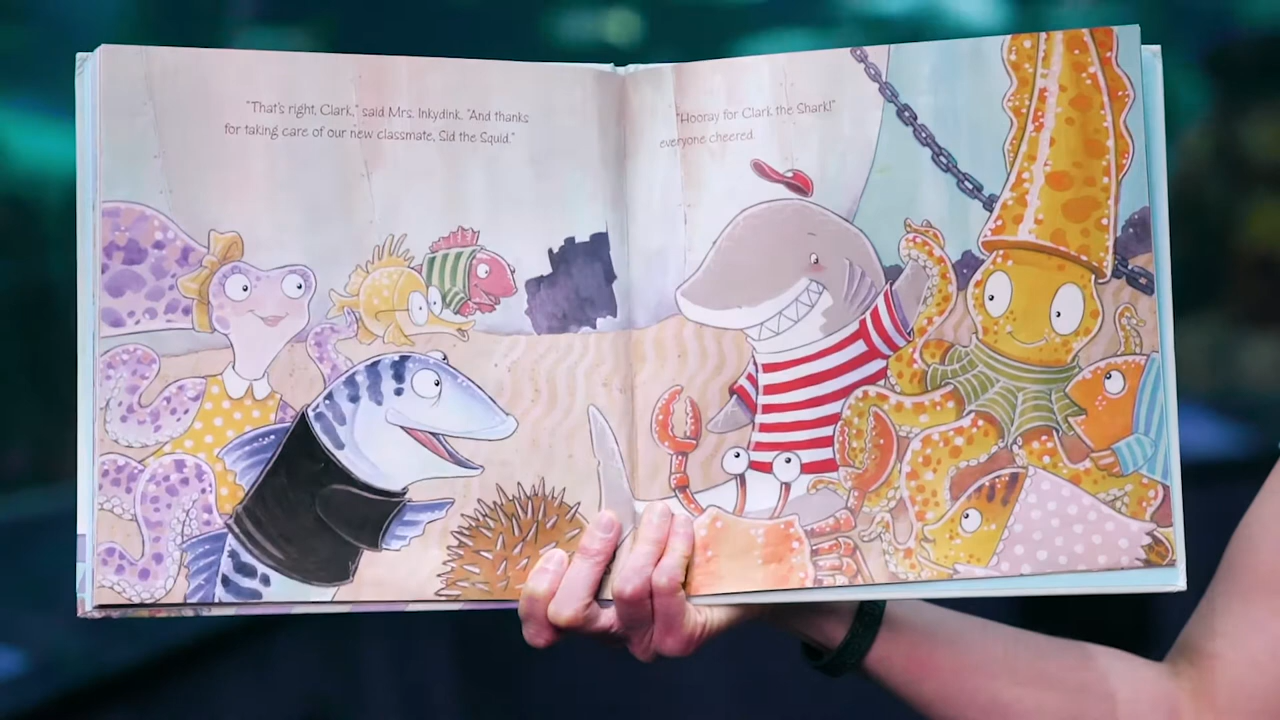 "That's right, Clark," said Mrs. Inkydink. "And thanks
for taking care of our new classmate, Sid the Squid."
"Hooray for Clark the Shark!"
everyone cheered.